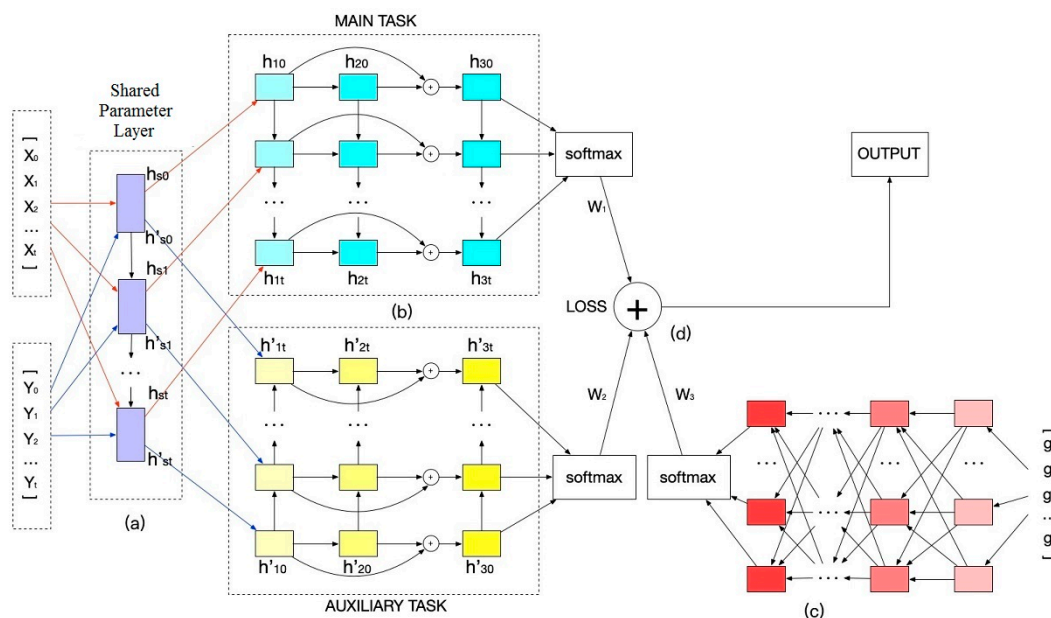 MAIN TASK
Shared
Parameter
Layer
[
X0
X1
X2
...
Xt
]
[
Y0
Y1
Y2
...
Yt
]
hs0
h's0
hs1
h's1
...
hst
h'st
(a)
h10 h20 h30
+
+
... ... ...
+
h1t h2t h3t
(b)
softmax
W1
OUTPUT
LOSS
+
(d)
h'1t h'2t h'3t
+
... ... ...
+
+
h'10 h'20 h'30
AUXILIARY TASK
softmax
W2
W3
softmax
...
... ...
...
...
(c)
[
g
g
g
...
g
]